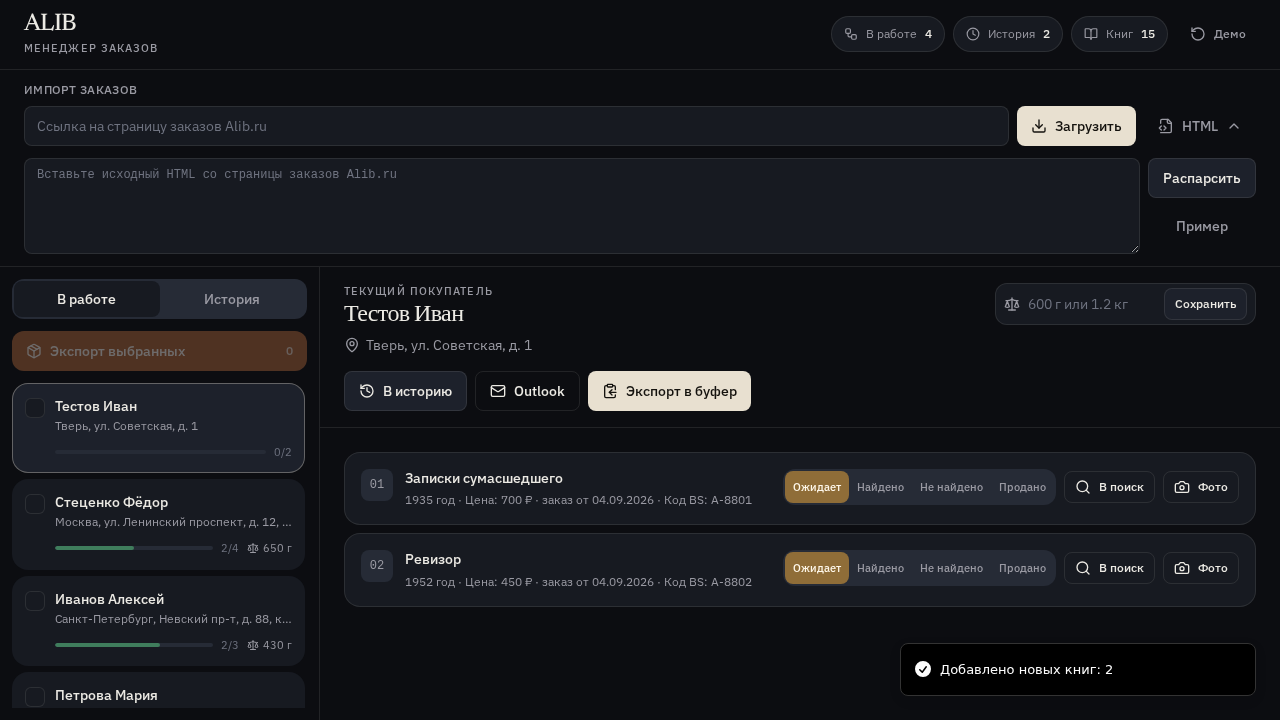 ALIB
МЕНЕДЖЕР ЗАКАЗОВ
В работе 4
История 2
Книг 15
Демо
ИМПОРТ ЗАКАЗОВ
Ссылка на страницу заказов Alib.ru
Загрузить
HTML
Вставьте исходный HTML со страницы заказов Alib.ru
Распарсить
Пример
В работе
История
Экспорт выбранных 0
Тестов Иван
Тверь, ул. Советская, д. 1
0/2
Стеценко Фёдор
Москва, ул. Ленинский проспект, д. 12, ...
2/4 650 г
Иванов Алексей
Санкт-Петербург, Невский пр-т, д. 88, к...
2/3 430 г
Петрова Мария
ТЕКУЩИЙ ПОКУПАТЕЛЬ
Тестов Иван
Тверь, ул. Советская, д. 1
600 г или 1.2 кг
Сохранить
В историю
Outlook
Экспорт в буфер
01
Записки сумасшедшего
1935 год · Цена: 700 ₽ · заказ от 04.09.2026 · Код BS: A-8801
Ожидает Найдено Не найдено Продано
В поиск
Фото
02
Ревизор
1952 год · Цена: 450 ₽ · заказ от 04.09.2026 · Код BS: A-8802
Ожидает Найдено Не найдено Продано
В поиск
Фото
Добавлено новых книг: 2